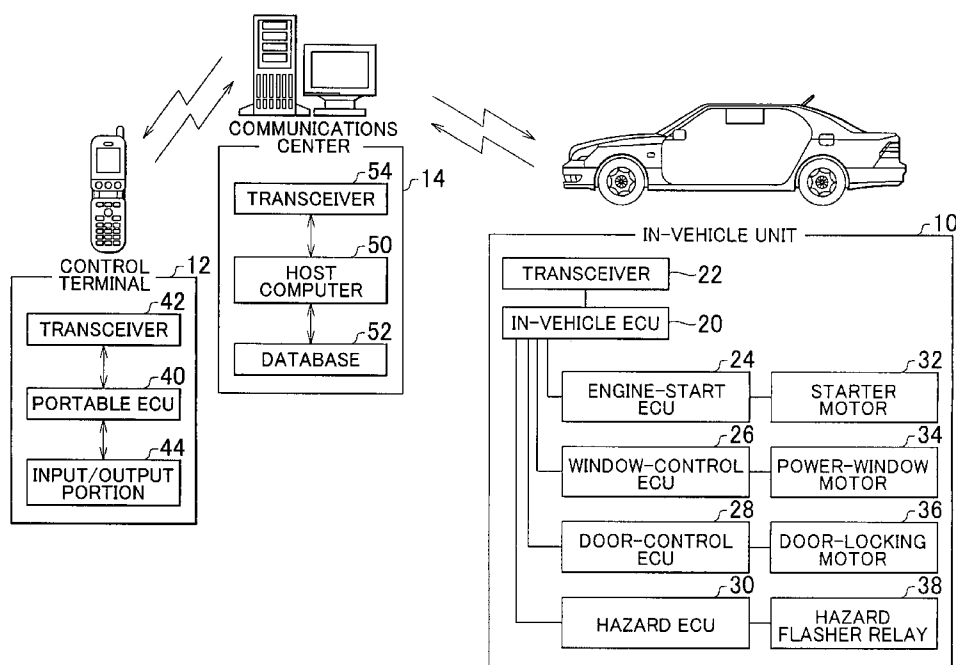 COMMUNICATIONS
CENTER
54
14
TRANSCEIVER
50
HOST
COMPUTER
52
DATABASE
CONTROL
TERMINAL
12
42
TRANSCEIVER
40
PORTABLE ECU
44
INPUT/OUTPUT
PORTION
IN-VEHICLE UNIT
10
TRANSCEIVER
22
IN-VEHICLE ECU
20
24
ENGINE-START
ECU
32
STARTER
MOTOR
26
WINDOW-CONTROL
ECU
34
POWER-WINDOW
MOTOR
28
DOOR-CONTROL
ECU
36
DOOR-LOCKING
MOTOR
30
HAZARD ECU
38
HAZARD
FLASHER RELAY